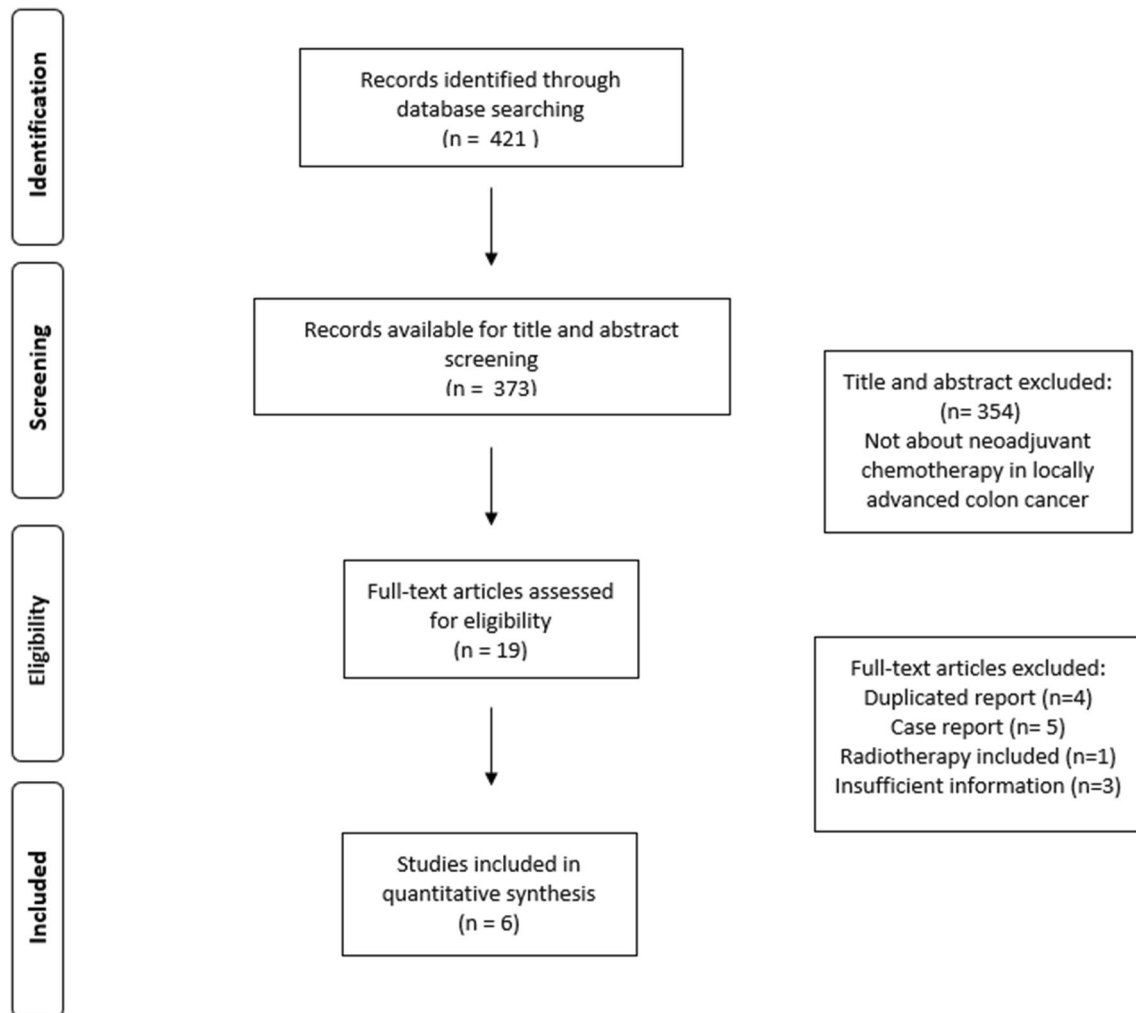 Identification
Records identified through
database searching
(n = 421 )
Screening
Records available for title and abstract
screening
(n = 373)
Title and abstract excluded:
(n= 354)
Not about neoadjuvant
chemotherapy in locally
advanced colon cancer
Eligibility
Full-text articles assessed
for eligibility
(n = 19)
Full-text articles excluded:
Duplicated report (n=4)
Case report (n= 5)
Radiotherapy included (n=1)
Insufficient information (n=3)
Included
Studies included in
quantitative synthesis
(n = 6)